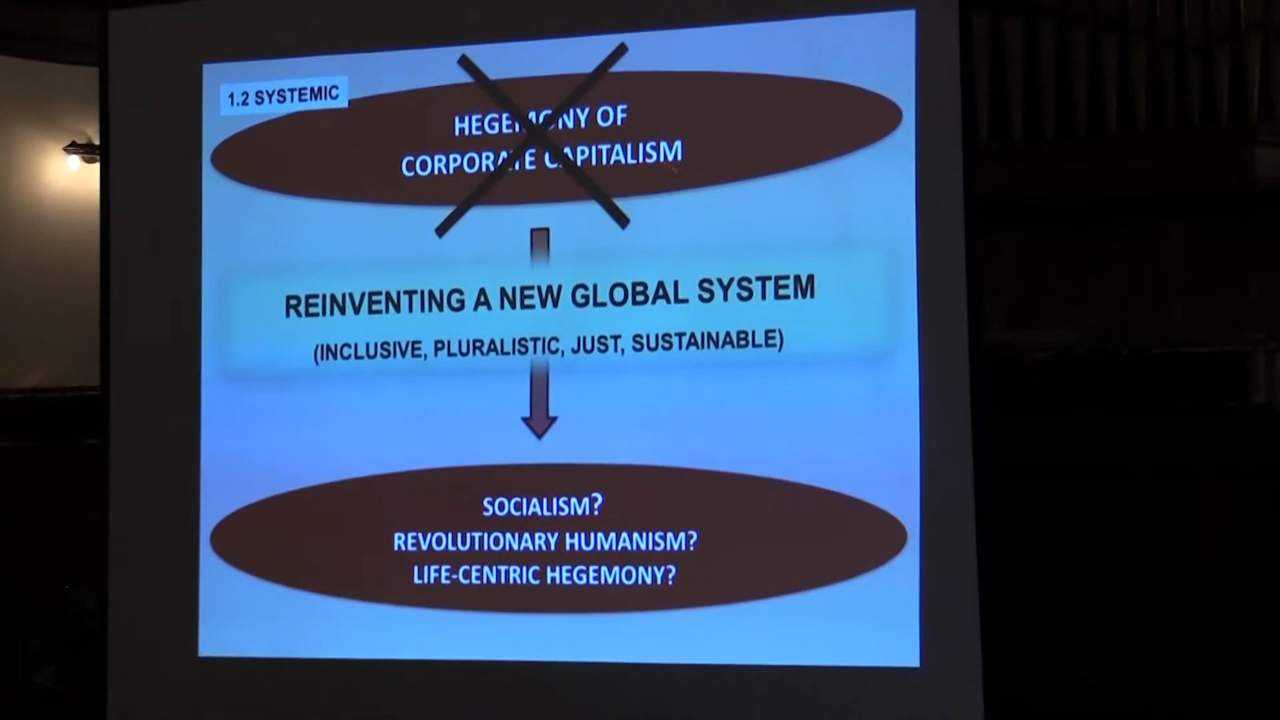 1.2 SYSTEMIC
HEGEMONY OF
CORPORATE CAPITALISM
REINVENTING A NEW GLOBAL SYSTEM
(INCLUSIVE, PLURALISTIC, JUST, SUSTAINABLE)
SOCIALISM?
REVOLUTIONARY HUMANISM?
LIFE-CENTRIC HEGEMONY?